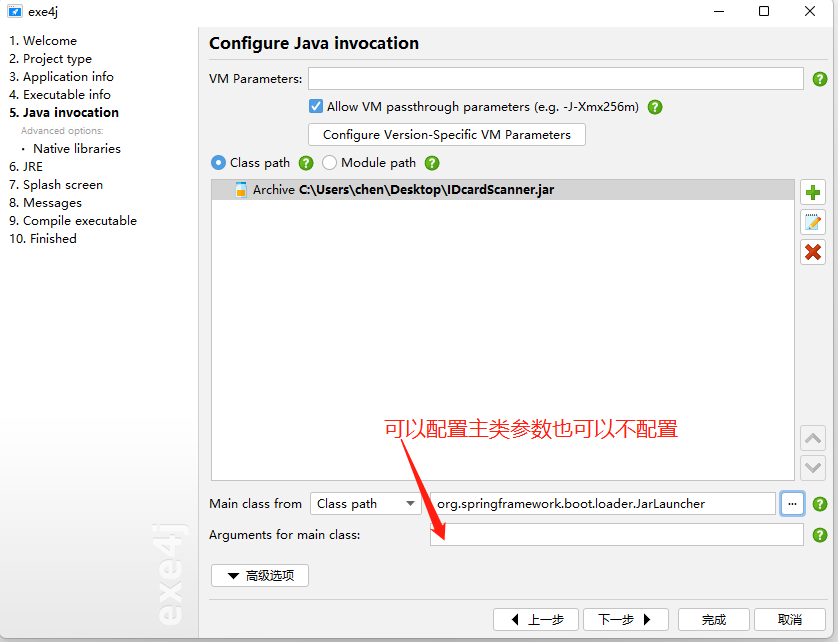 exe4j
1. Welcome
2. Project type
3. Application info
4. Executable info
5. Java invocation
Advanced options:
· Native libraries
6. JRE
7. Splash screen
8. Messages
9. Compile executable
10. Finished
exe4j
Configure Java invocation
VM Parameters:
Allow VM passthrough parameters (e.g. -J-Xmx256m)
Configure Version-Specific VM Parameters
Class path Module path
Archive C:\Users\chen\Desktop\IDcardScanner.jar
可以配置主类参数也可以不配置
Main class from Class path org.springframework.boot.loader.JarLauncher ...
Arguments for main class:
高级选项
上一步 下一步 完成 取消